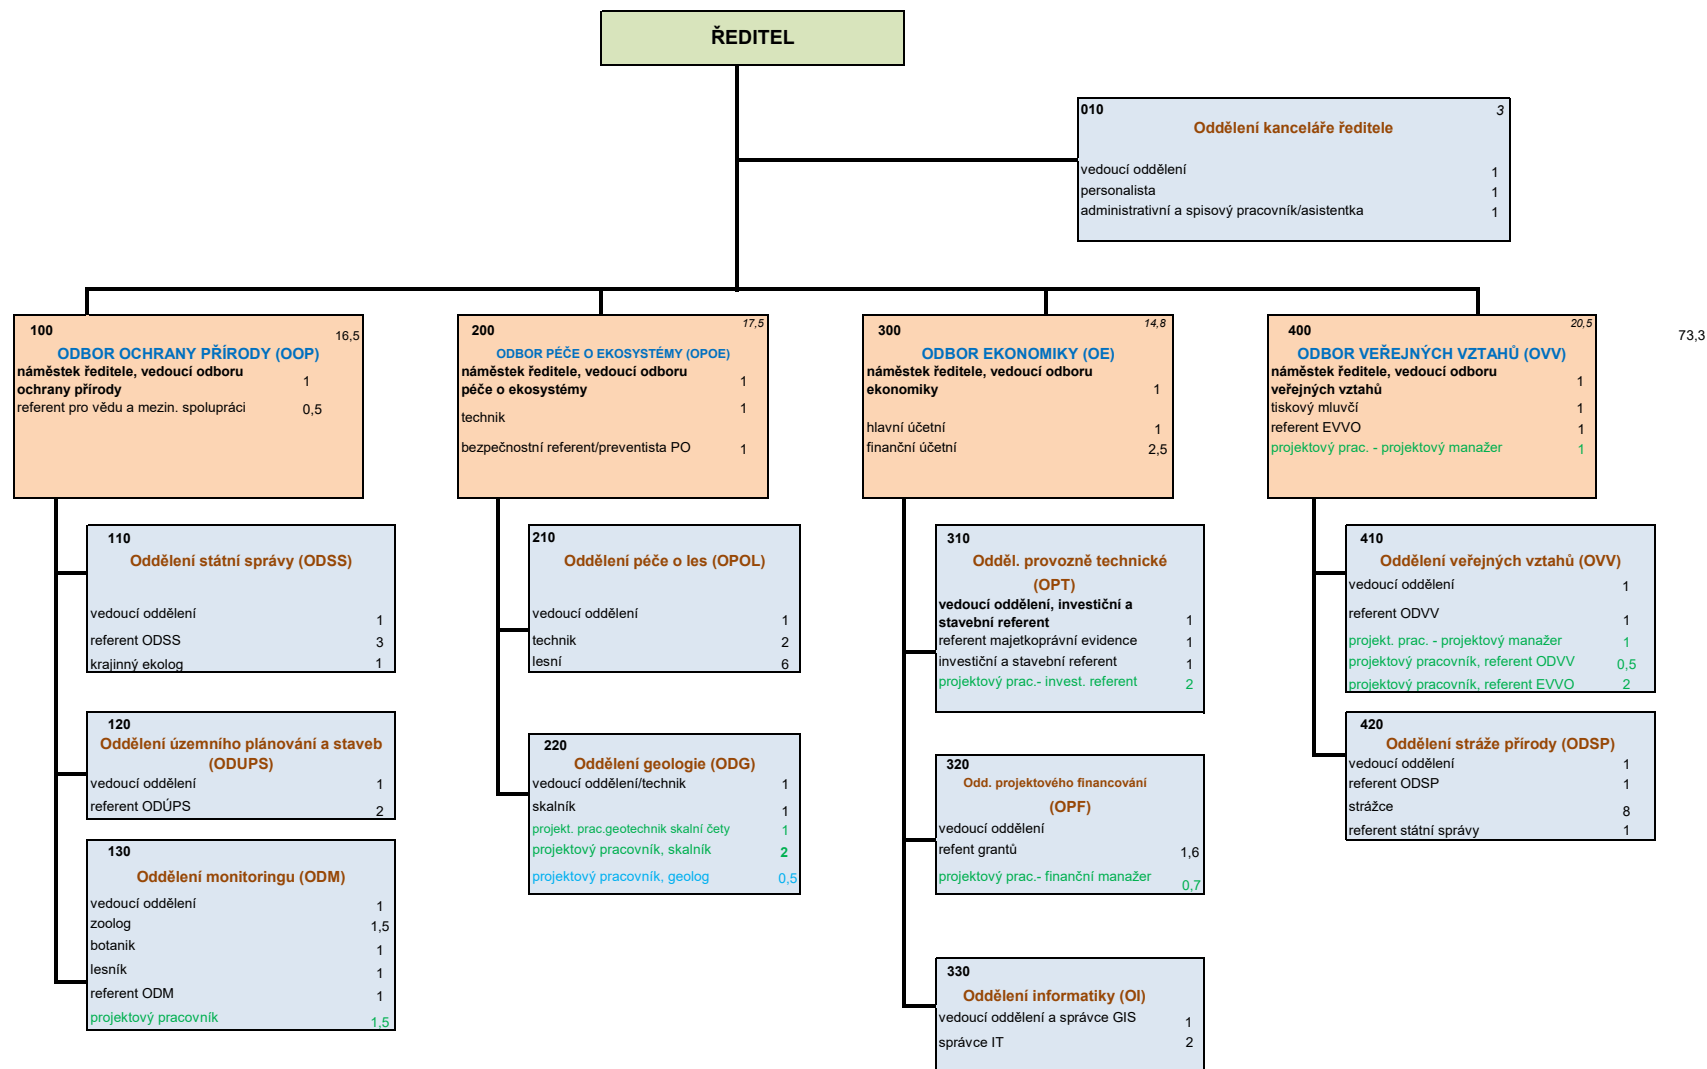 ŘEDITEL
010 3
Oddělení kanceláře ředitele
vedoucí oddělení 1
personalista 1
administrativní a spisový pracovník/asistentka 1
100 16,5
ODBOR OCHRANY PŘÍRODY (OOP)
náměstek ředitele, vedoucí odboru
ochrany přírody 1
referent pro vědu a mezin. spolupráci 0,5
200 17,5
ODBOR PÉČE O EKOSYSTÉMY (OPOE)
náměstek ředitele, vedoucí odboru
péče o ekosystémy 1
technik 1
bezpečnostní referent/preventista PO 1
300 14,8
ODBOR EKONOMIKY (OE)
náměstek ředitele, vedoucí odboru
ekonomiky 1
hlavní účetní 1
finanční účetní 2,5
400 20,5
ODBOR VEŘEJNÝCH VZTAHŮ (OVV)
náměstek ředitele, vedoucí odboru
veřejných vztahů 1
tiskový mluvčí 1
referent EVVO 1
projektový prac. - projektový manažer 1
73,3
110
Oddělení státní správy (ODSS)
vedoucí oddělení 1
referent ODSS 3
krajinný ekolog 1
120
Oddělení územního plánování a staveb
(ODUPS)
vedoucí oddělení 1
referent ODÚPS 2
130
Oddělení monitoringu (ODM)
vedoucí oddělení 1
zoolog 1,5
botanik 1
lesník 1
referent ODM 1
projektový pracovník 1,5
210
Oddělení péče o les (OPOL)
vedoucí oddělení 1
technik 2
lesní 6
220
Oddělení geologie (ODG)
vedoucí oddělení/technik 1
skalník 1
projekt. prac.geotechnik skalní čety 1
projektový pracovník, skalník 2
projektový pracovník, geolog 0,5
310
Odděl. provozně technické
(OPT)
vedoucí oddělení, investiční a
stavební referent 1
referent majetkoprávní evidence 1
investiční a stavební referent 1
projektový prac.- invest. referent 2
320
Odd. projektového financování
(OPF)
vedoucí oddělení
refent grantů 1,6
projektový prac.- finanční manažer 0,7
330
Oddělení informatiky (OI)
vedoucí oddělení a správce GIS 1
správce IT 2
410
Oddělení veřejných vztahů (OVV)
vedoucí oddělení 1
referent ODVV 1
projekt. prac. - projektový manažer 1
projektový pracovník, referent ODVV 0,5
projektový pracovník, referent EVVO 2
420
Oddělení stráže přírody (ODSP)
vedoucí oddělení 1
referent ODSP 1
strážce 8
referent státní správy 1